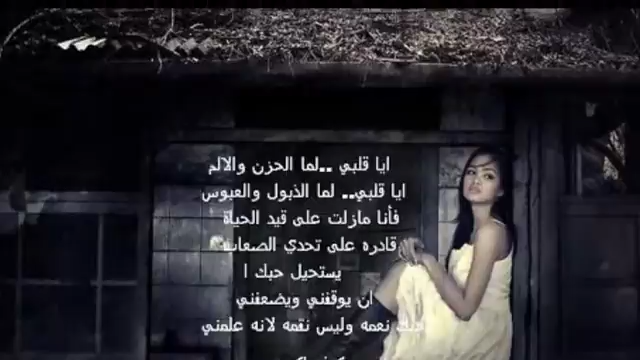 ايا قلبي ..لما الحزن والالم
ايا قلبي.. لما الذبول والعبوس
فأنا مازلت على قيد الحياة
قادره على تحدي الصعاب
يستحيل حبك ا
ان يوقفني ويضعفني
نعمه وليس نقمه لانه علمني